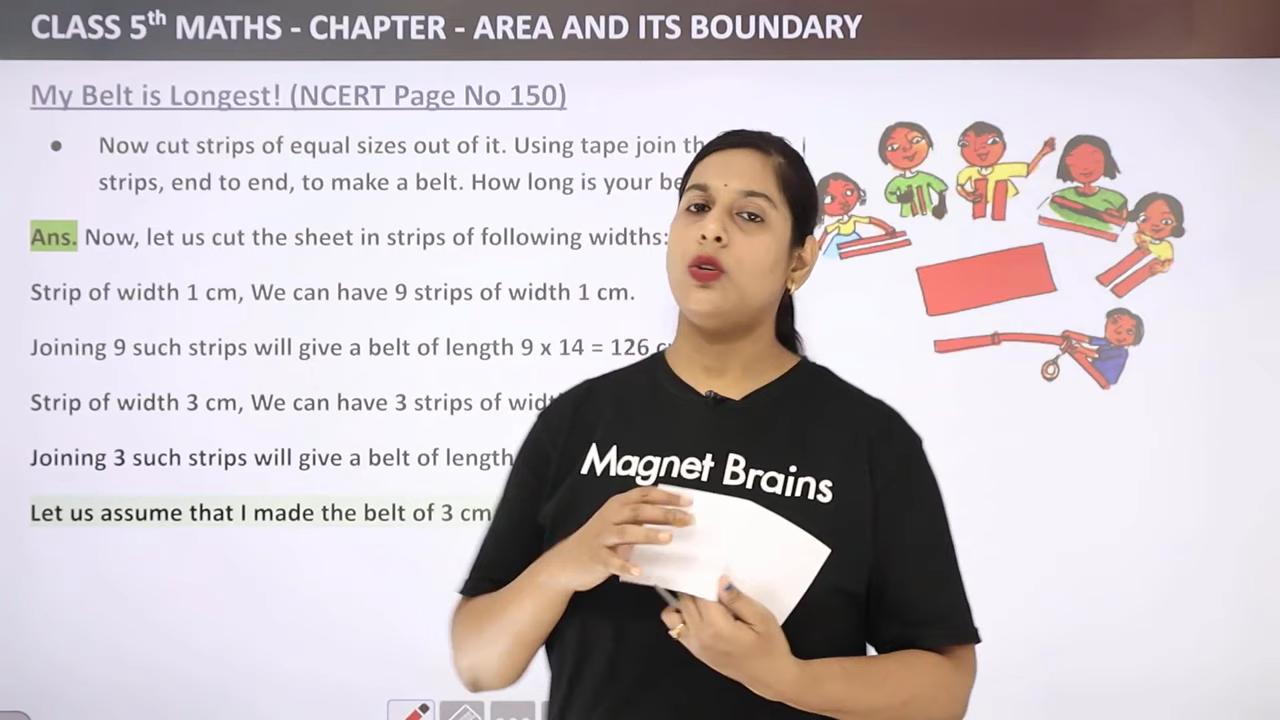 CLASS 5th MATHS - CHAPTER - AREA AND ITS BOUNDARY
My Belt is Longest! (NCERT Page No 150)
• Now cut strips of equal sizes out of it. Using tape join
strips, end to end, to make a belt. How long is your
Ans. Now, let us cut the sheet in strips of following widths:
Strip of width 1 cm, We can have 9 strips of width 1 cm.
Joining 9 such strips will give a belt of length 9 x 14 = 126
Strip of width 3 cm, We can have 3 strips of
Joining 3 such strips will give a belt of length
Let us assume that I made the belt of 3 cm
Magnet Brains